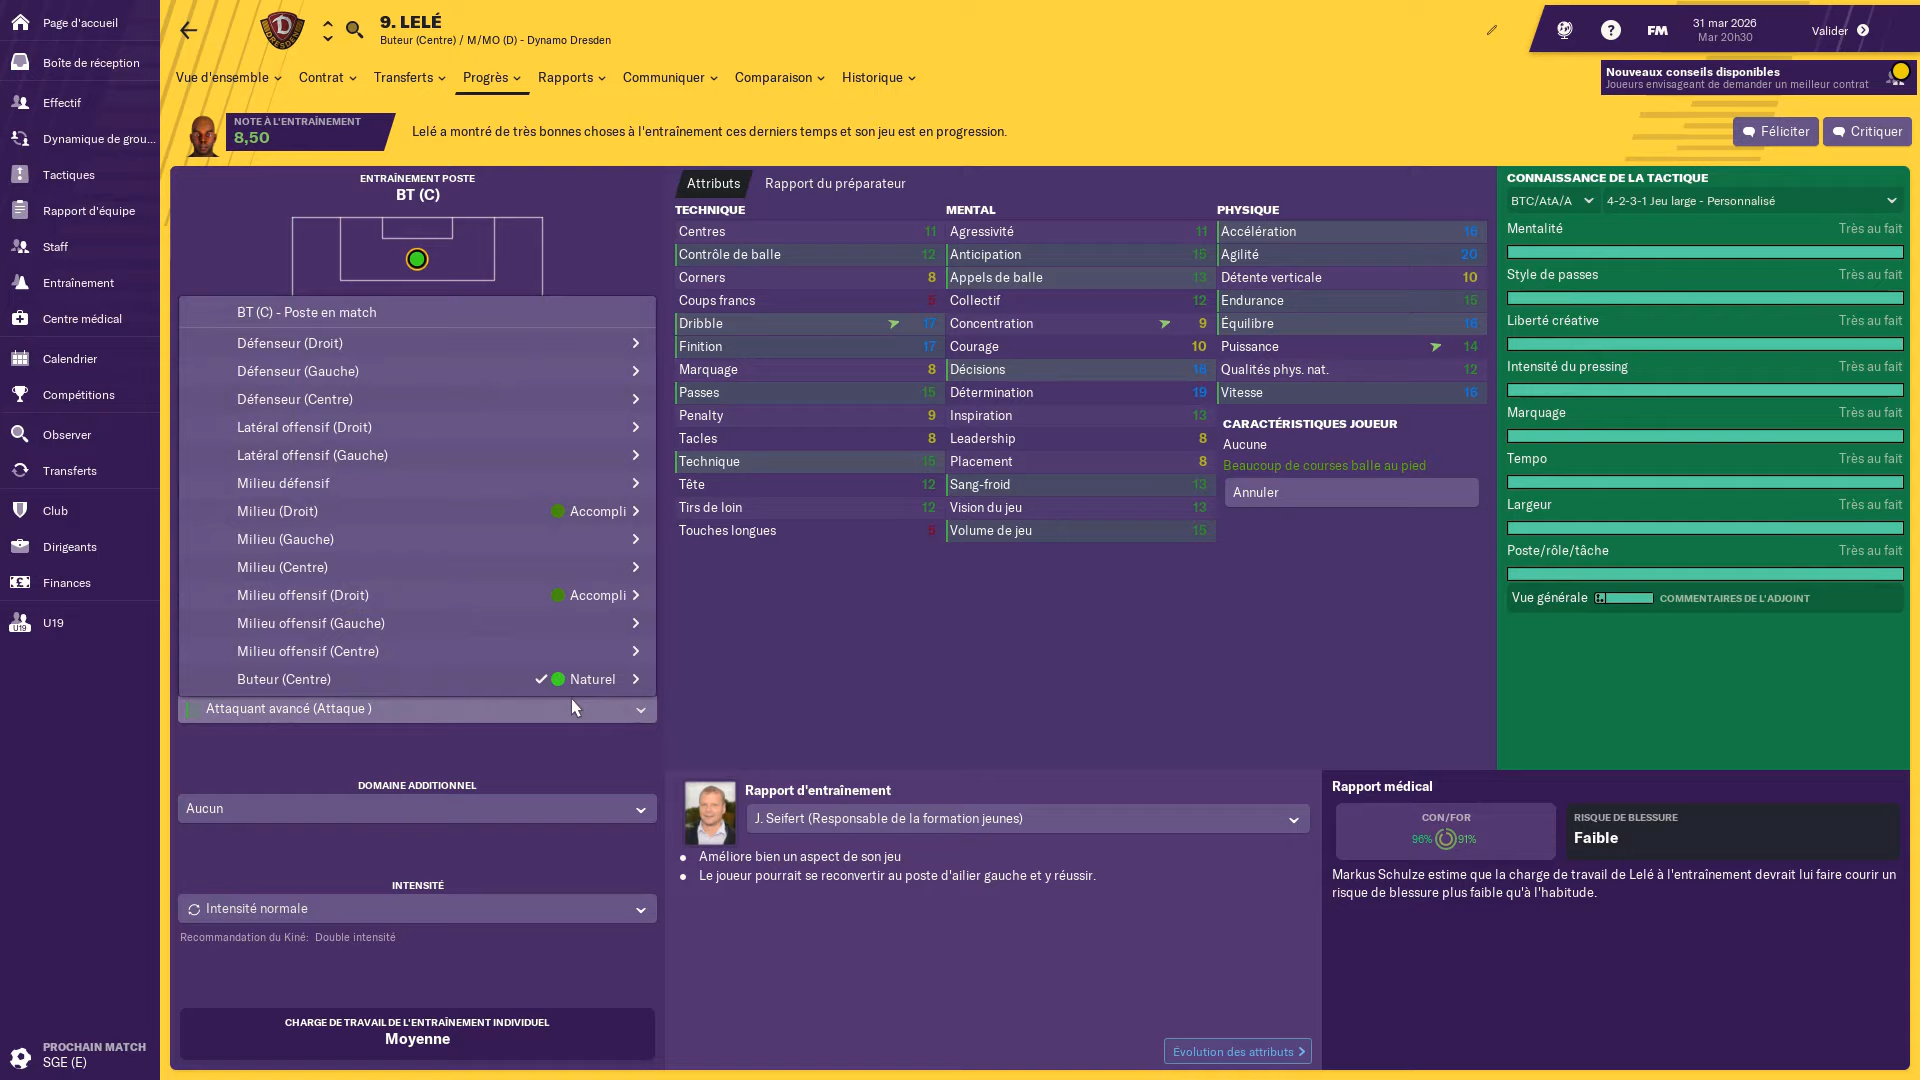 Page d'accueil
Boîte de réception
Effectif
Dynamique de grou...
Tactiques
Rapport d'équipe
Staff
Entraînement
Centre médical
Calendrier
Compétitions
Observer
Transferts
Club
Dirigeants
Finances
U19
U19
PROCHAIN MATCH
SGE (E)
DRESDEN
9. LELÉ
Buteur (Centre) / M/MO (D) - Dynamo Dresden
FM
31 mar 2026
Mar 20h30
Valider
Vue d'ensemble
Contrat
Transferts
Progrès
Rapports
Communiquer
Comparaison
Historique
Nouveaux conseils disponibles
Joueurs envisageant de demander un meilleur contrat
NOTE À L'ENTRAÎNEMENT
8,50
Lelé a montré de très bonnes choses à l'entraînement ces derniers temps et son jeu est en progression.
Féliciter
Critiquer
ENTRAÎNEMENT POSTE
BT (C)
BT (C) - Poste en match
Défenseur (Droit)
Défenseur (Gauche)
Défenseur (Centre)
Latéral offensif (Droit)
Latéral offensif (Gauche)
Milieu défensif
Milieu (Droit) Accompli
Milieu (Gauche)
Milieu (Centre)
Milieu offensif (Droit) Accompli
Milieu offensif (Gauche)
Milieu offensif (Centre)
Buteur (Centre) Naturel
Attaquant avancé (Attaque )
DOMAINE ADDITIONNEL
Aucun
INTENSITÉ
Intensité normale
Recommandation du Kiné: Double intensité
CHARGE DE TRAVAIL DE L'ENTRAÎNEMENT INDIVIDUEL
Moyenne
Attributs
Rapport du préparateur
TECHNIQUE
Centres 11
Contrôle de balle 12
Corners 8
Coups francs 5
Dribble 17
Finition 17
Marquage 8
Passes 15
Penalty 9
Tacles 8
Technique 15
Tête 12
Tirs de loin 12
Touches longues 5
MENTAL
Agressivité 11
Anticipation 15
Appels de balle 13
Collectif 12
Concentration 9
Courage 10
Décisions 16
Détermination 19
Inspiration 13
Leadership 8
Placement 8
Sang-froid 13
Vision du jeu 13
Volume de jeu 15
PHYSIQUE
Accélération
Agilité 20
Détente verticale 10
Endurance 15
Équilibre 16
Puissance 14
Qualités phys. nat. 12
Vitesse 16
CARACTÉRISTIQUES JOUEUR
Aucune
Beaucoup de courses balle au pied
Annuler
CONNAISSANCE DE LA TACTIQUE
BTC/AtA/A
4-2-3-1 Jeu large - Personnalisé
Mentalité Très au fait
Style de passes Très au fait
Liberté créative Très au fait
Intensité du pressing Très au fait
Marquage Très au fait
Tempo Très au fait
Largeur Très au fait
Poste/rôle/tâche Très au fait
Vue générale
COMMENTAIRES DE L'ADJOINT
Rapport d'entraînement
J. Seifert (Responsable de la formation jeunes)
Améliore bien un aspect de son jeu
Le joueur pourrait se reconvertir au poste d'ailier gauche et y réussir.
Évolution des attributs
Rapport médical
CON/FOR
96% 91%
RISQUE DE BLESSURE
Faible
Markus Schulze estime que la charge de travail de Lelé à l'entraînement devrait lui faire courir un
risque de blessure plus faible qu'à l'habitude.